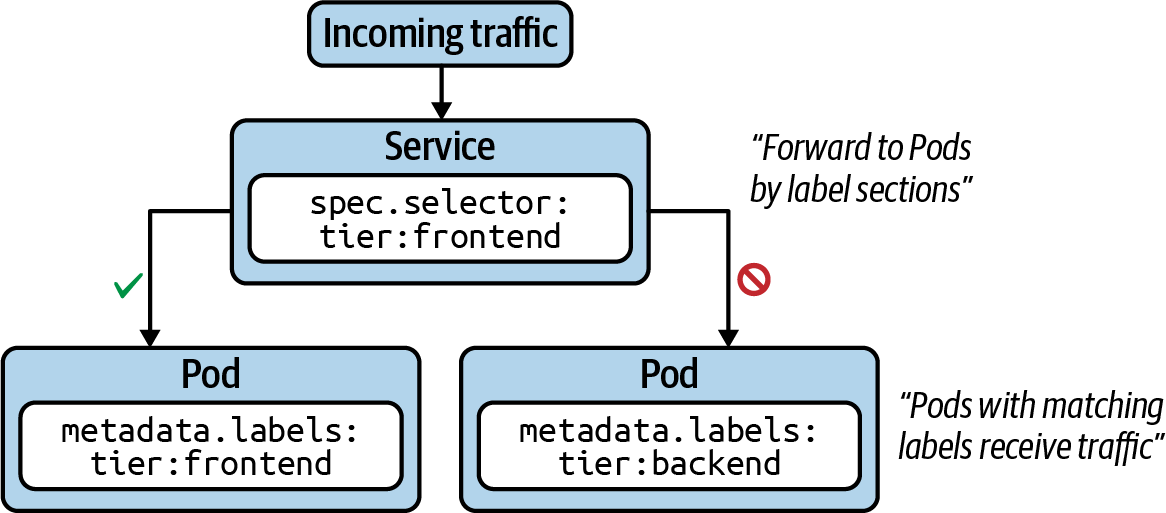 Incoming traffic
Service
spec.selector:
tier:frontend
“Forward to Pods
by label sections”
Pod
metadata.labels:
tier:frontend
Pod
metadata.labels:
tier:backend
“Pods with matching
labels receive traffic”